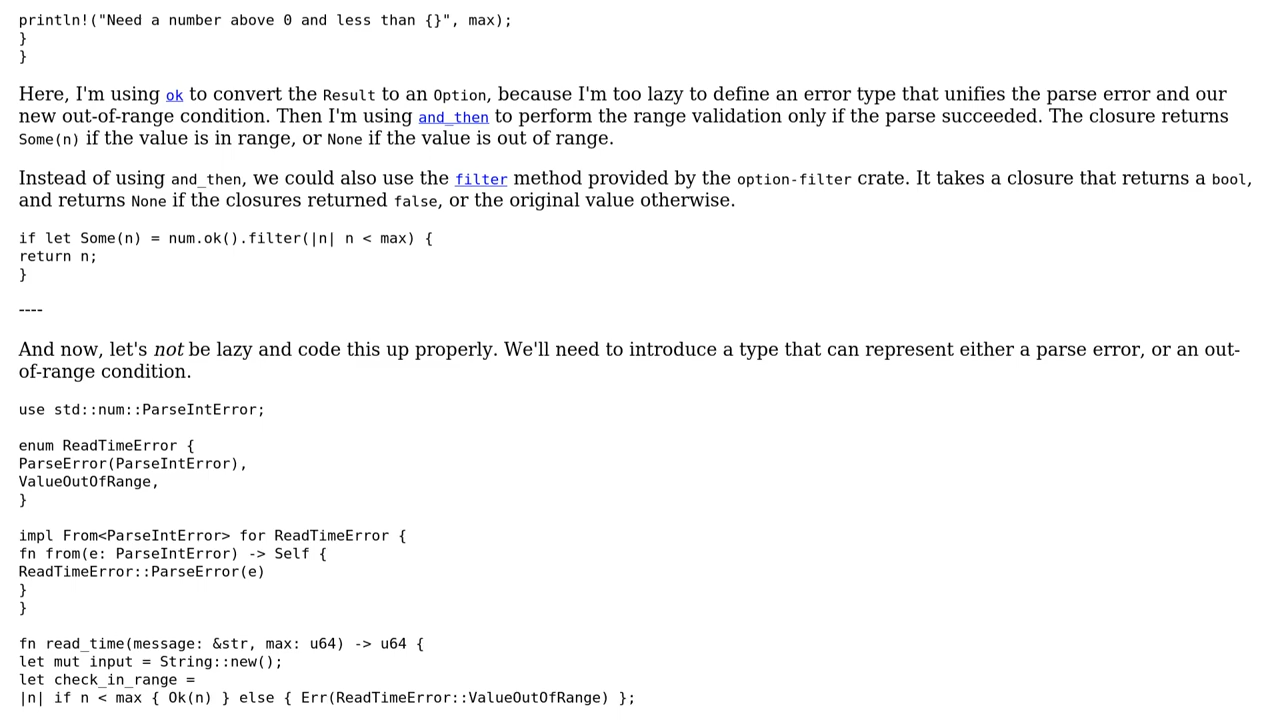 println!("Need a number above 0 and less than {}", max);
}
}
Here, I'm using ok to convert the Result to an Option, because I'm too lazy to define an error type that unifies the parse error and our
new out-of-range condition. Then I'm using and_then to perform the range validation only if the parse succeeded. The closure returns
Some(n) if the value is in range, or None if the value is out of range.
Instead of using and_then, we could also use the filter method provided by the option-filter crate. It takes a closure that returns a bool,
and returns None if the closures returned false, or the original value otherwise.
if let Some(n) = num.ok().filter(|n| n < max) {
return n;
}
----
And now, let's not be lazy and code this up properly. We'll need to introduce a type that can represent either a parse error, or an out-
of-range condition.
use std::num::ParseIntError;
enum ReadTimeError {
ParseError(ParseIntError),
ValueOutOfRange,
}
impl From<ParseIntError> for ReadTimeError {
fn from(e: ParseIntError) -> Self {
ReadTimeError::ParseError(e)
}
}
fn read_time(message: &str, max: u64) -> u64 {
let mut input = String::new();
let check_in_range =
|n| if n < max { Ok(n) } else { Err(ReadTimeError::ValueOutOfRange) };